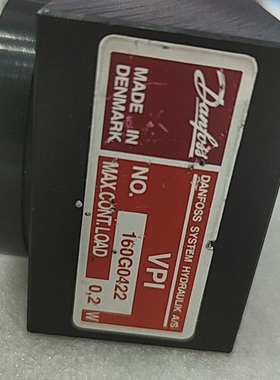 Danfoss
MADE IN
DENMARK
DANFOSS SYSTEM HYDRAULIK A/S
VPI
NO. 160G0422
MAX.CONT.LOAD 0,2 W